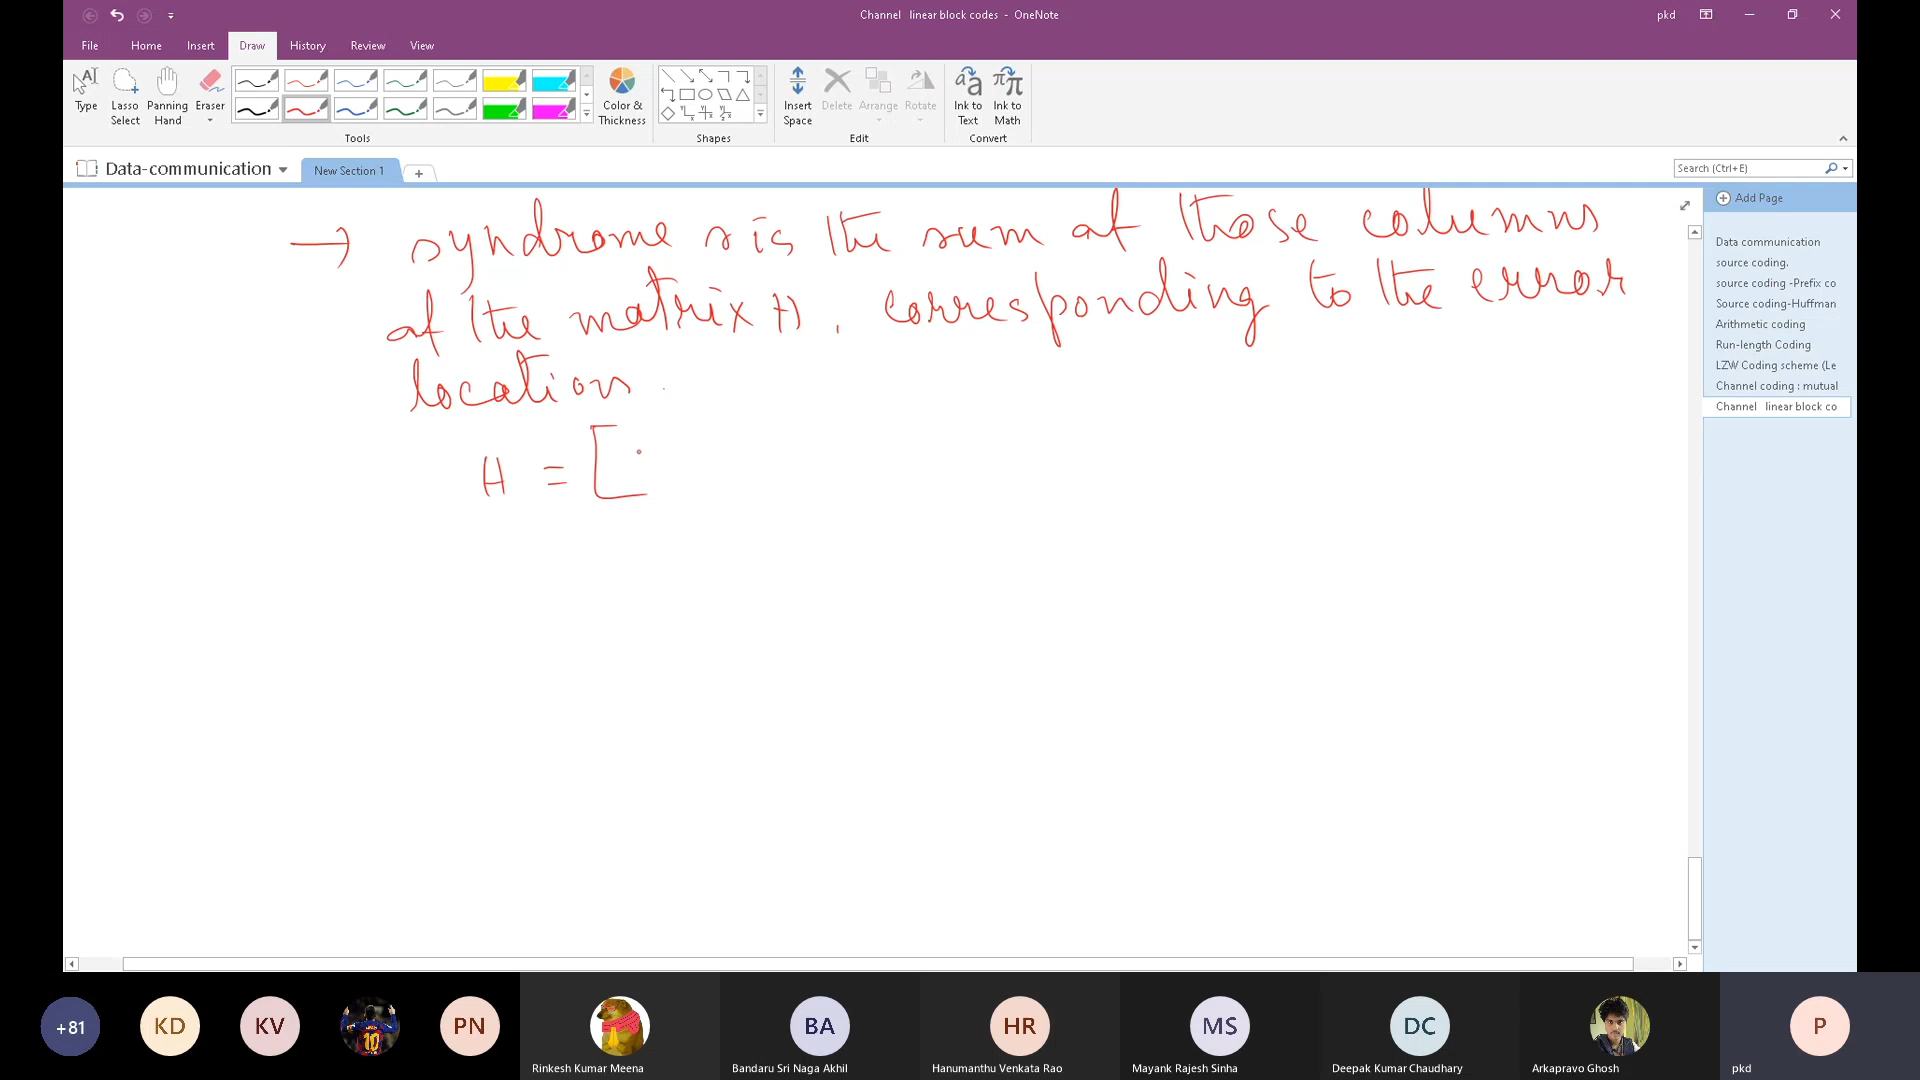 Channel linear block codes - OneNote
pkd
File Home Insert Draw History Review View
Type
Lasso Select
Panning Hand
Eraser
Color & Thickness
Insert Space
Delete
Arrange
Rotate
Ink to Text
Ink to Math
Tools
Shapes
Edit
Convert
Data-communication
New Section 1
Search (Ctrl+E)
Add Page
Data communication
source coding.
source coding -Prefix co
Source coding-Huffman
Arithmetic coding
Run-length Coding
LZW Coding scheme (Le
Channel coding : mutual
Channel linear block co
→ syndrome s is the sum of those columns
of the matrix H, corresponding to the error
location.
H = [
+81
KD
KV
10
PN
Rinkesh Kumar Meena
BA
Bandaru Sri Naga Akhil
HR
Hanumanthu Venkata Rao
MS
Mayank Rajesh Sinha
DC
Deepak Kumar Chaudhary
Arkapravo Ghosh
P
pkd